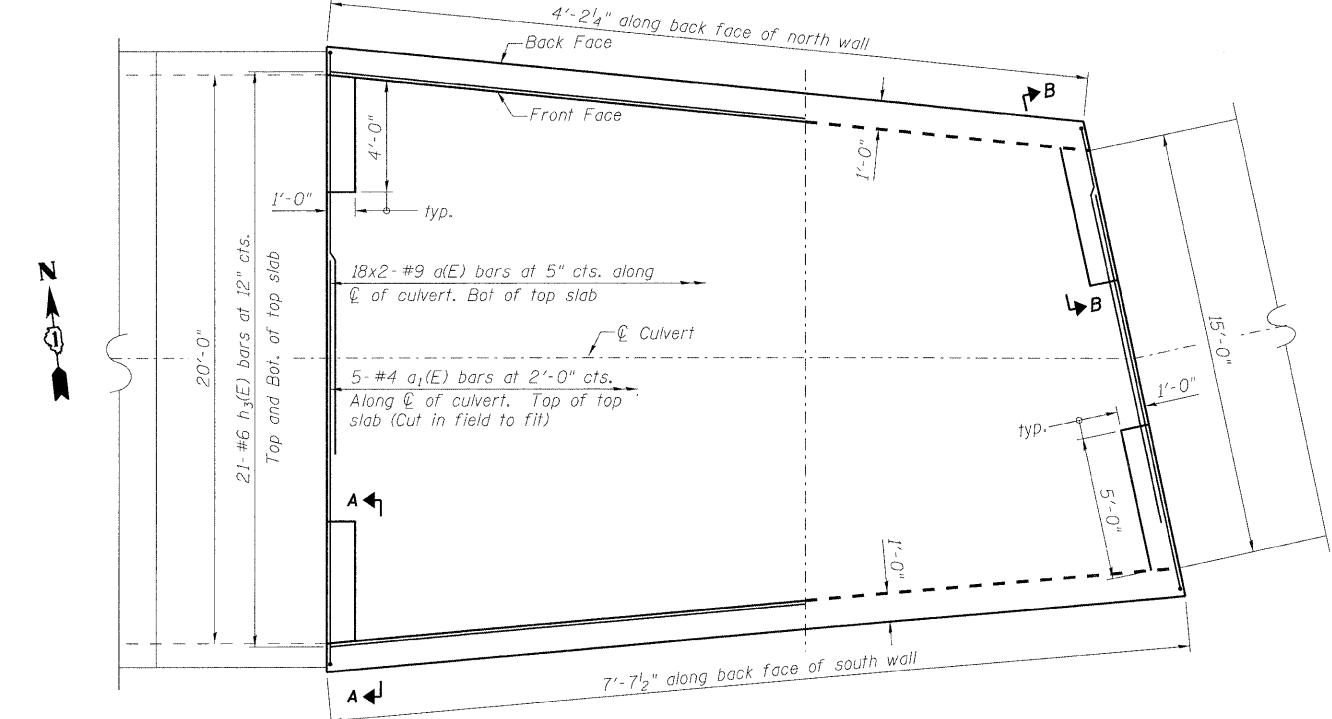 4'-2¼" along back face of north wall
Back Face
B
Front Face
4'-0"
1'-0"
1'-0"
typ.
N
1
21-#6 h₃(E) bars at 12" cts.
Top and Bot. of top slab
20'-0"
18x2-#9 a(E) bars at 5" cts. along
℄ of culvert. Bot of top slab
B
℄ Culvert
15'-0"
5-#4 a₁(E) bars at 2'-0" cts.
Along ℄ of culvert. Top of top
slab (Cut in field to fit)
1'-0"
typ.
A
5'-0"
1'-0"
A
7'-7½" along back face of south wall